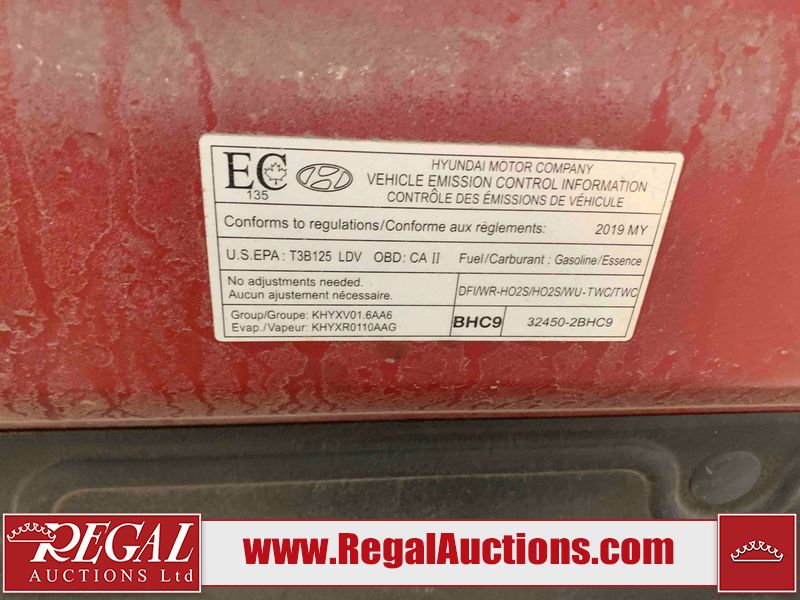 EC
135
HYUNDAI MOTOR COMPANY
VEHICLE EMISSION CONTROL INFORMATION
CONTRÔLE DES ÉMISSIONS DE VÉHICULE
Conforms to regulations/Conforme aux règlements: 2019 MY
U.S.EPA : T3B125 LDV OBD: CA II Fuel/Carburant : Gasoline/Essence
No adjustments needed.
Aucun ajustement nécessaire.
DFI/WR-HO2S/HO2S/WU-TWC/TWC
Group/Groupe: KHYXV01.6AA6
Evap./Vapeur: KHYXR0110AAG
BHC9 32450-2BHC9
REGAL
AUCTIONS Ltd
www.RegalAuctions.com